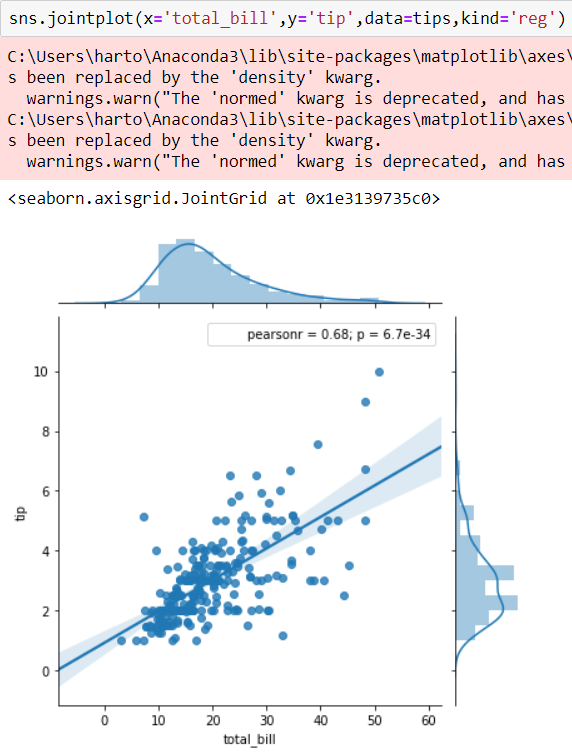 sns.jointplot(x='total_bill',y='tip',data=tips,kind='reg')
C:\Users\harto\Anaconda3\lib\site-packages\matplotlib\axes\
s been replaced by the 'density' kwarg.
  warnings.warn("The 'normed' kwarg is deprecated, and has
C:\Users\harto\Anaconda3\lib\site-packages\matplotlib\axes\
s been replaced by the 'density' kwarg.
  warnings.warn("The 'normed' kwarg is deprecated, and has
<seaborn.axisgrid.JointGrid at 0x1e3139735c0>
pearsonr = 0.68; p = 6.7e-34
10
8
6
4
2
0
tip
0 10 20 30 40 50 60
total_bill